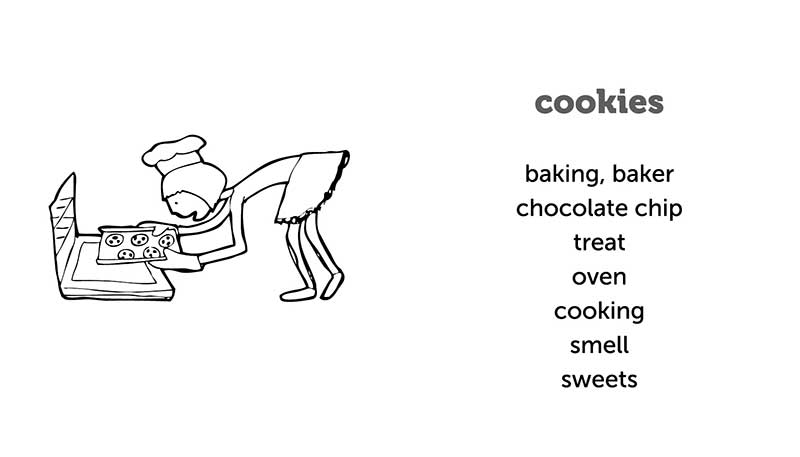 cookies
baking, baker
chocolate chip
treat
oven
cooking
smell
sweets